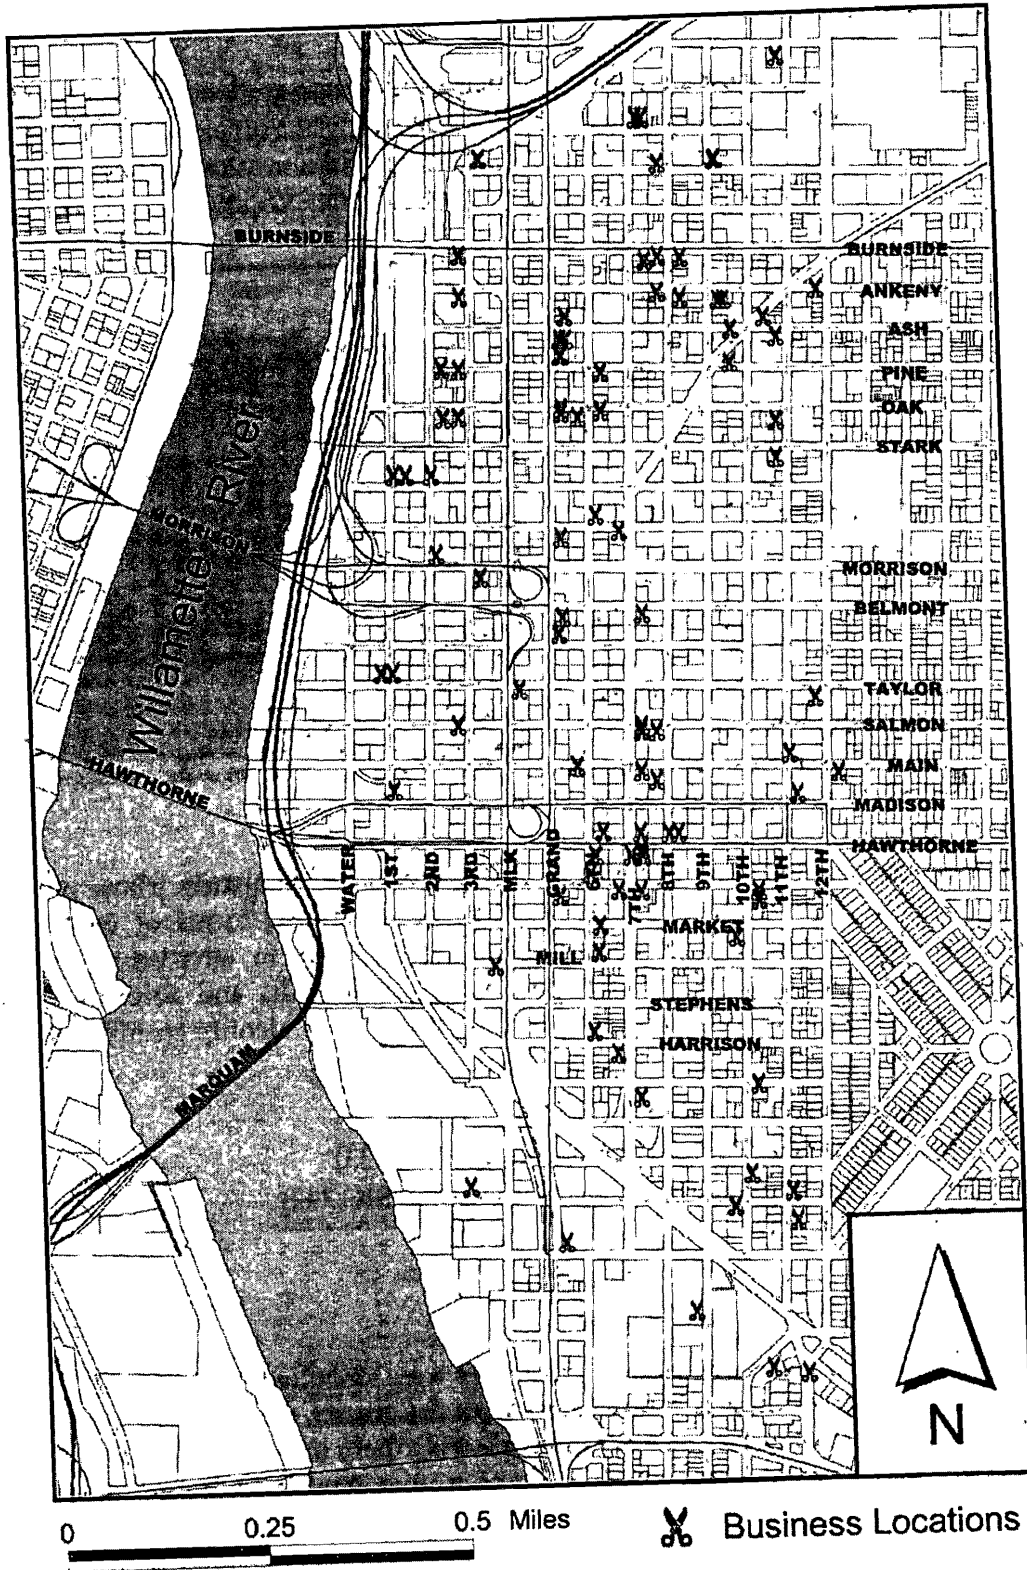 BURNSIDE
BURNSIDE
ANKENY
ASH
PINE
OAK
STARK
Willamette River
MORRISON
MORRISON
BELMONT
TAYLOR
SALMON
MAIN
HAWTHORNE
MADISON
HAWTHORNE
WATER
1ST
2ND
3RD
MLK
GRAND
6TH
7TH
8TH
9TH
10TH
11TH
12TH
MARKET
MILL
STEPHENS
HARRISON
MARQUAM
N
0 0.25 0.5 Miles
Business Locations